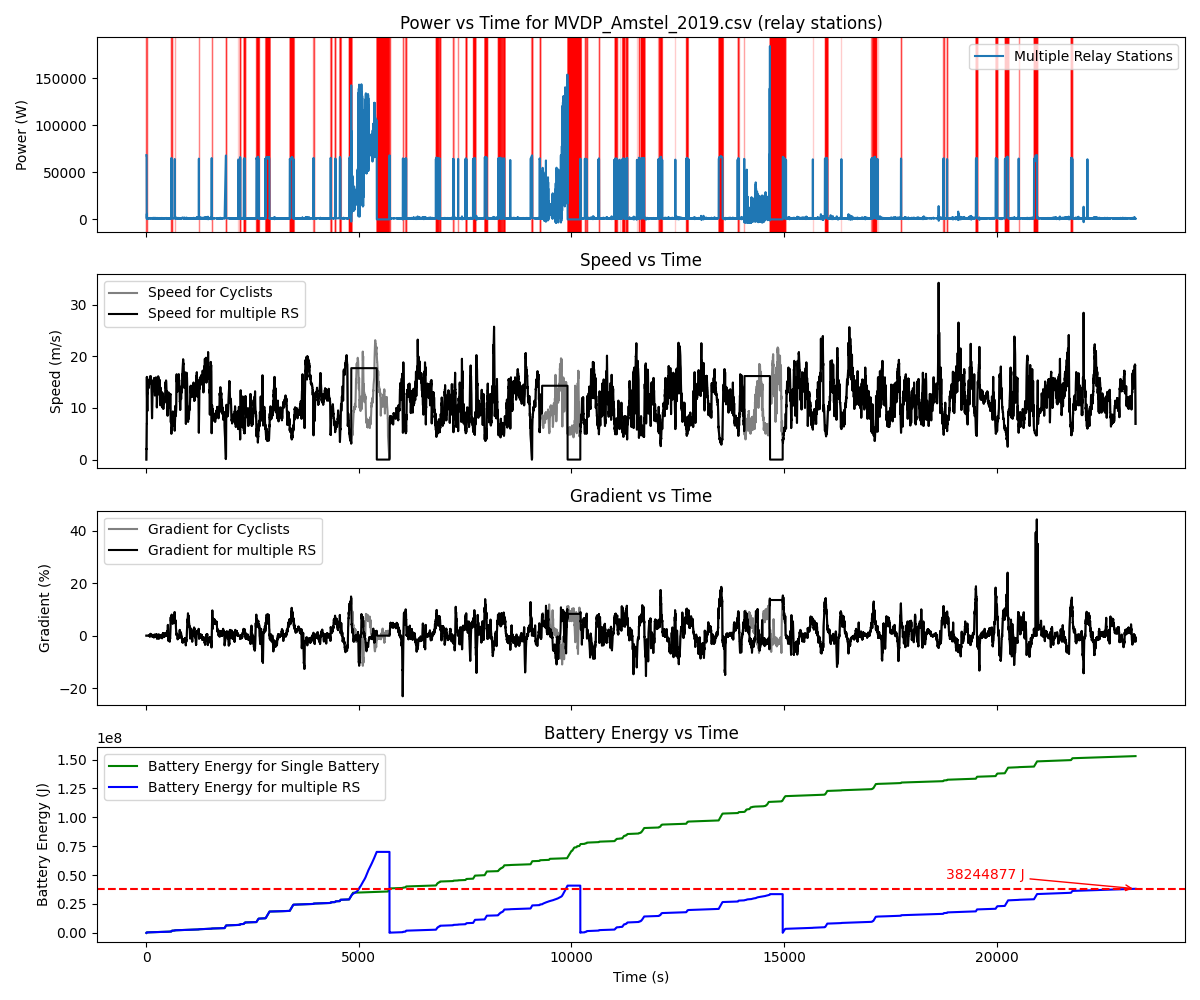 Power vs Time for MVDP_Amstel_2019.csv (relay stations)
Multiple Relay Stations
150000
100000
50000
0
Power (W)
Speed vs Time
Speed for Cyclists
Speed for multiple RS
30
20
10
0
Speed (m/s)
Gradient vs Time
Gradient for Cyclists
Gradient for multiple RS
40
20
0
−20
Gradient (%)
Battery Energy vs Time
1e8
Battery Energy for Single Battery
Battery Energy for multiple RS
1.50
1.25
1.00
0.75
0.50
0.25
0.00
Battery Energy (J)
38244877 J
0 5000 10000 15000 20000
Time (s)